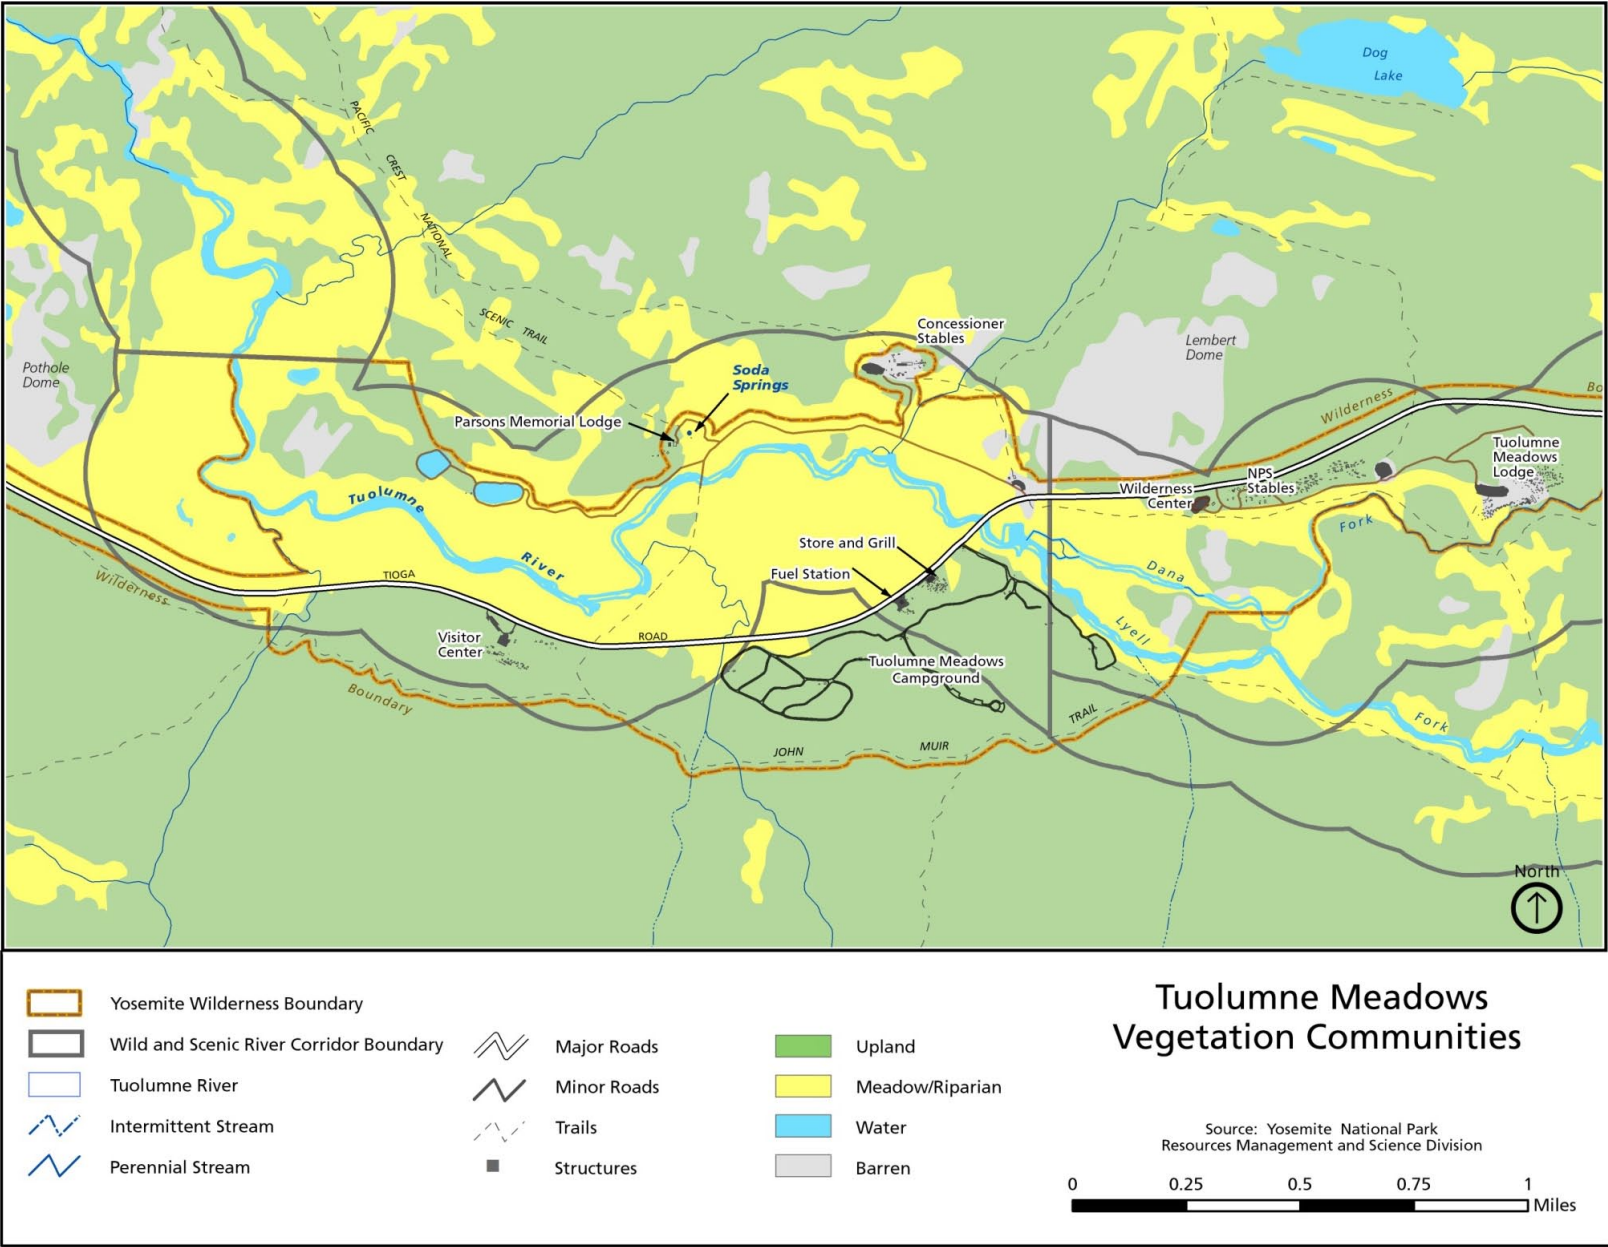 Dog
Lake
PACIFIC
CREST
NATIONAL
SCENIC TRAIL
Concessioner
Stables
Lembert
Dome
Pothole
Dome
Soda
Springs
Parsons Memorial Lodge
Wilderness
Bo
Tuolumne
Meadows
Lodge
NPS
Stables
Wilderness
Center
Tuolumne
River
Store and Grill
Fuel Station
Fork
Dana
Lyell
Fork
TIOGA
ROAD
Wilderness
Boundary
Visitor
Center
Tuolumne Meadows
Campground
JOHN
MUIR
TRAIL
North
Yosemite Wilderness Boundary
Wild and Scenic River Corridor Boundary
Tuolumne River
Intermittent Stream
Perennial Stream
Major Roads
Minor Roads
Trails
Structures
Upland
Meadow/Riparian
Water
Barren
Tuolumne Meadows
Vegetation Communities
Source: Yosemite National Park
Resources Management and Science Division
0 0.25 0.5 0.75 1
Miles